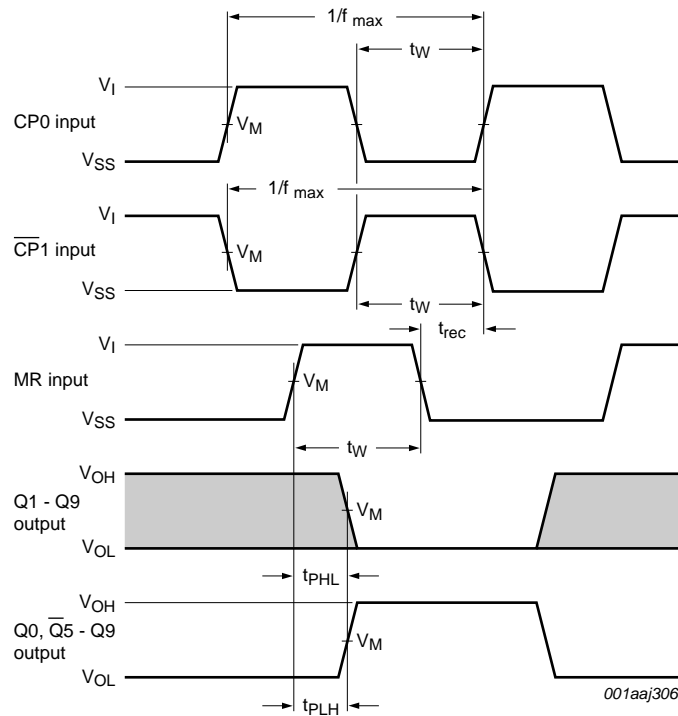 1/f max
tW
VI
CP0 input
VM
VSS
1/f max
VI
CP1 input
VM
VSS
tW
trec
VI
MR input
VM
VSS
tW
VOH
Q1 - Q9
output
VM
VOL
tPHL
VOH
Q0, Q5 - Q9
output
VM
VOL
tPLH
001aaj306